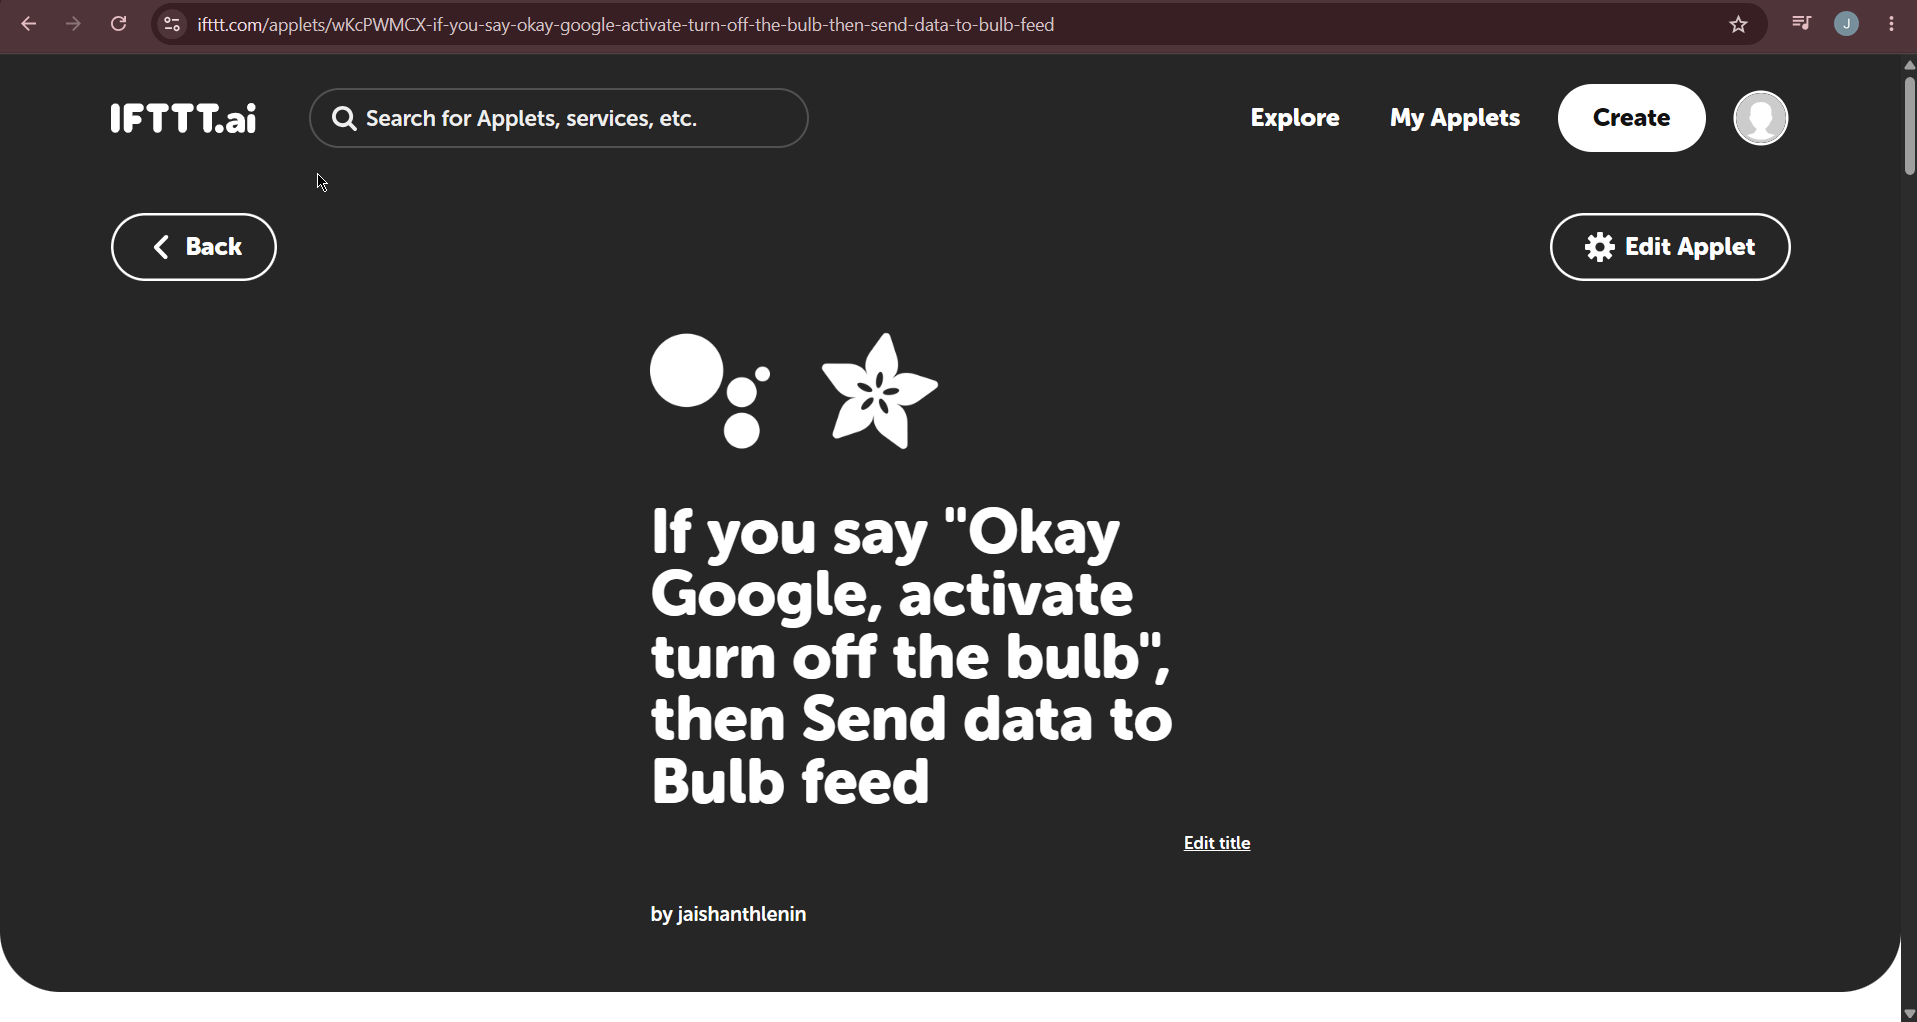 ifttt.com/applets/wKcPWMCX-if-you-say-okay-google-activate-turn-off-the-bulb-then-send-data-to-bulb-feed
J
IFTTT.ai
Search for Applets, services, etc.
Explore
My Applets
Create
Back
Edit Applet
If you say "Okay
Google, activate
turn off the bulb",
then Send data to
Bulb feed
Edit title
by jaishanthlenin